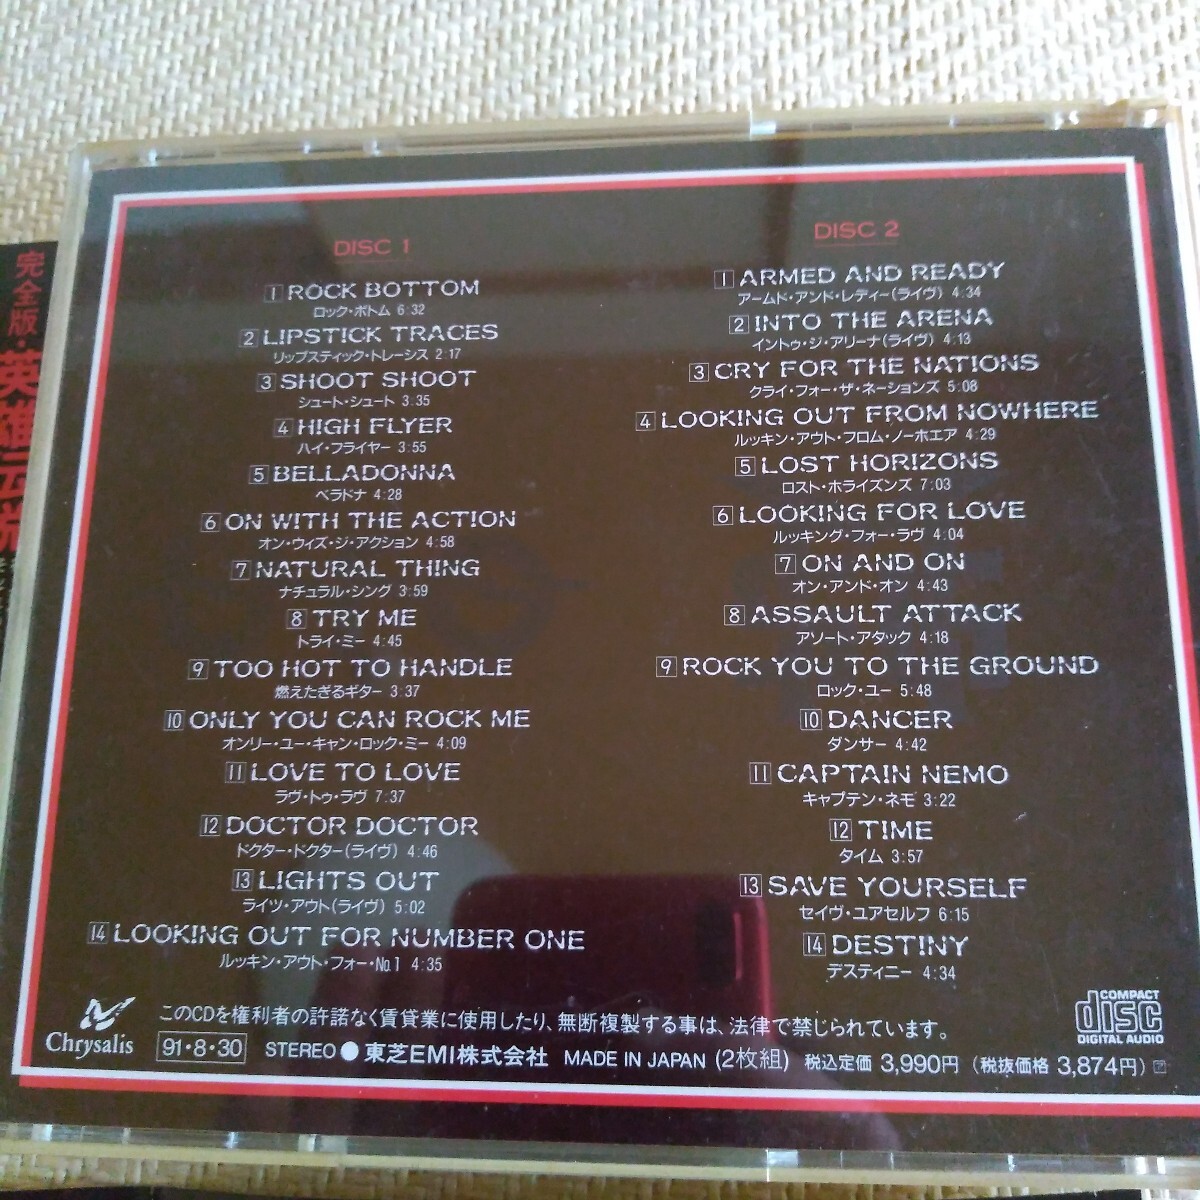 完全版・英雄伝説
DISC 1
1 ROCK BOTTOM
ロック・ボトム 6:32
2 LIPSTICK TRACES
リップスティック・トレーシス 2:17
3 SHOOT SHOOT
シュート・シュート 3:35
4 HIGH FLYER
ハイ・フライヤー 3:55
5 BELLADONNA
ベラドナ 4:28
6 ON WITH THE ACTION
オン・ウィズ・ジ・アクション 4:58
7 NATURAL THING
ナチュラル・シング 3:59
8 TRY ME
トライ・ミー 4:45
9 TOO HOT TO HANDLE
燃えたぎるギター 3:37
10 ONLY YOU CAN ROCK ME
オンリー・ユー・キャン・ロック・ミー 4:09
11 LOVE TO LOVE
ラヴ・トゥ・ラヴ 7:37
12 DOCTOR DOCTOR
ドクター・ドクター(ライヴ) 4:46
13 LIGHTS OUT
ライツ・アウト(ライヴ) 5:02
14 LOOKING OUT FOR NUMBER ONE
ルッキン・アウト・フォー・No.1 4:35
DISC 2
1 ARMED AND READY
アームド・アンド・レディー(ライヴ) 4:34
2 INTO THE ARENA
イントゥ・ジ・アリーナ(ライヴ) 4:13
3 CRY FOR THE NATIONS
クライ・フォー・ザ・ネーションズ 5:08
4 LOOKING OUT FROM NOWHERE
ルッキン・アウト・フロム・ノーホエア 4:29
5 LOST HORIZONS
ロスト・ホライズンズ 7:03
6 LOOKING FOR LOVE
ルッキング・フォー・ラヴ 4:04
7 ON AND ON
オン・アンド・オン 4:43
8 ASSAULT ATTACK
アソート・アタック 4:18
9 ROCK YOU TO THE GROUND
ロック・ユー 5:48
10 DANCER
ダンサー 4:42
11 CAPTAIN NEMO
キャプテン・ネモ 3:22
12 TIME
タイム 3:57
13 SAVE YOURSELF
セイヴ・ユアセルフ 6:15
14 DESTINY
デスティニー 4:34
Chrysalis
このCDを権利者の許諾なく賃貸業に使用したり、無断複製する事は、法律で禁じられています。
91・8・30 STEREO ● 東芝EMI株式会社 MADE IN JAPAN (2枚組) 税込定価 3,990円 (税抜価格 3,874円)
COMPACT
disc
DIGITAL AUDIO